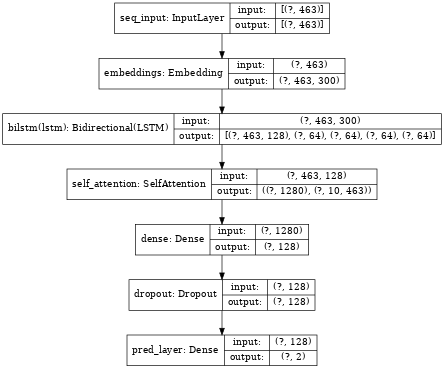 seq_input: InputLayer
input: [(?, 463)]
output: [(?, 463)]
embeddings: Embedding
input: (?, 463)
output: (?, 463, 300)
bilstm(lstm): Bidirectional(LSTM)
input: (?, 463, 300)
output: [(?, 463, 128), (?, 64), (?, 64), (?, 64), (?, 64)]
self_attention: SelfAttention
input: (?, 463, 128)
output: ((?, 1280), (?, 10, 463))
dense: Dense
input: (?, 1280)
output: (?, 128)
dropout: Dropout
input: (?, 128)
output: (?, 128)
pred_layer: Dense
input: (?, 128)
output: (?, 2)